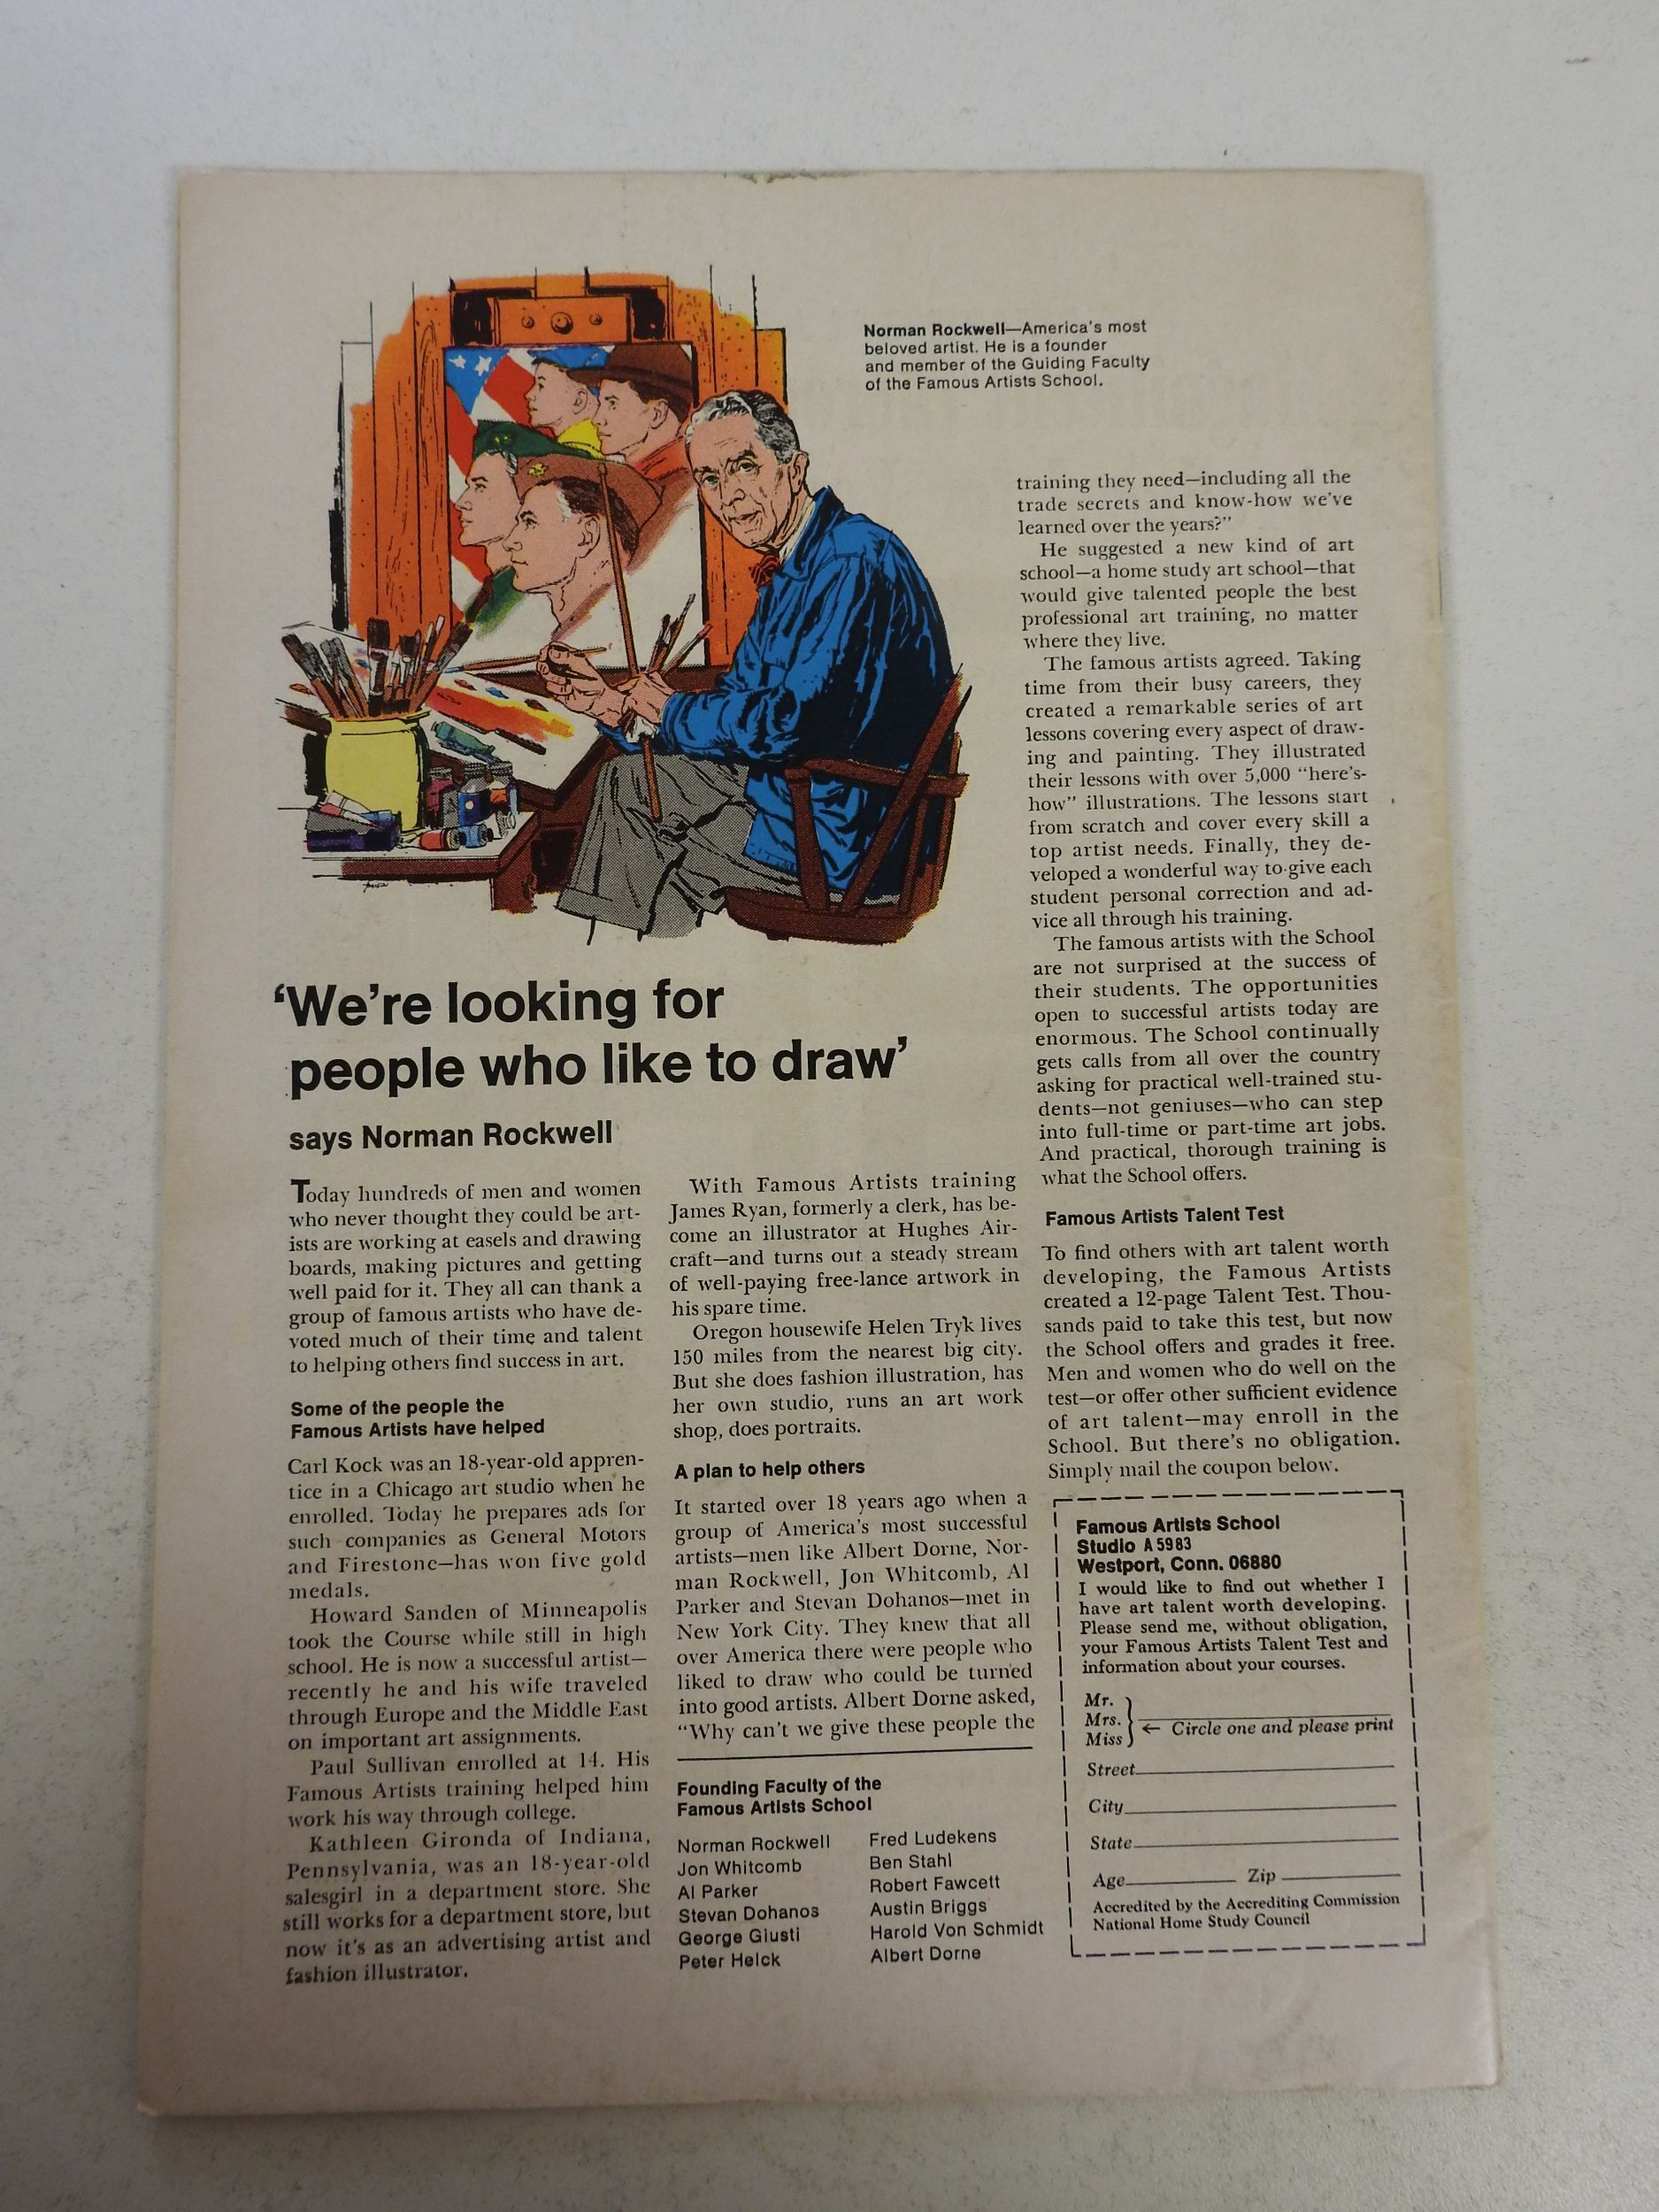 Norman Rockwell—America's most
beloved artist. He is a founder
and member of the Guiding Faculty
of the Famous Artists School.
'We're looking for
people who like to draw'
says Norman Rockwell
Today hundreds of men and women
who never thought they could be art-
ists are working at easels and drawing
boards, making pictures and getting
well paid for it. They all can thank a
group of famous artists who have de-
voted much of their time and talent
to helping others find success in art.
Some of the people the
Famous Artists have helped
Carl Kock was an 18-year-old appren-
tice in a Chicago art studio when he
enrolled. Today he prepares ads for
such companies as General Motors
and Firestone—has won five gold
medals.
Howard Sanden of Minneapolis
took the Course while still in high
school. He is now a successful artist—
recently he and his wife traveled
through Europe and the Middle East
on important art assignments.
Paul Sullivan enrolled at 14. His
Famous Artists training helped him
work his way through college.
Kathleen Gironda of Indiana,
Pennsylvania, was an 18-year-old
salesgirl in a department store. She
still works for a department store, but
now it's as an advertising artist and
fashion illustrator.
With Famous Artists training
James Ryan, formerly a clerk, has be-
come an illustrator at Hughes Air-
craft—and turns out a steady stream
of well-paying free-lance artwork in
his spare time.
Oregon housewife Helen Tryk lives
150 miles from the nearest big city.
But she does fashion illustration, has
her own studio, runs an art work
shop, does portraits.
A plan to help others
It started over 18 years ago when a
group of America's most successful
artists—men like Albert Dorne, Nor-
man Rockwell, Jon Whitcomb, Al
Parker and Stevan Dohanos—met in
New York City. They knew that all
over America there were people who
liked to draw who could be turned
into good artists. Albert Dorne asked,
"Why can't we give these people the
training they need—including all the
trade secrets and know-how we've
learned over the years?"
He suggested a new kind of art
school—a home study art school—that
would give talented people the best
professional art training, no matter
where they live.
The famous artists agreed. Taking
time from their busy careers, they
created a remarkable series of art
lessons covering every aspect of draw-
ing and painting. They illustrated
their lessons with over 5,000 "here's-
how" illustrations. The lessons start
from scratch and cover every skill a
top artist needs. Finally, they de-
veloped a wonderful way to give each
student personal correction and ad-
vice all through his training.
The famous artists with the School
are not surprised at the success of
their students. The opportunities
open to successful artists today are
enormous. The School continually
gets calls from all over the country
asking for practical well-trained stu-
dents—not geniuses—who can step
into full-time or part-time art jobs.
And practical, thorough training is
what the School offers.
Famous Artists Talent Test
To find others with art talent worth
developing, the Famous Artists
created a 12-page Talent Test. Thou-
sands paid to take this test, but now
the School offers and grades it free.
Men and women who do well on the
test—or offer other sufficient evidence
of art talent—may enroll in the
School. But there's no obligation.
Simply mail the coupon below.
Founding Faculty of the
Famous Artists School
Norman Rockwell
Jon Whitcomb
Al Parker
Stevan Dohanos
George Giusti
Peter Helck
Fred Ludekens
Ben Stahl
Robert Fawcett
Austin Briggs
Harold Von Schmidt
Albert Dorne
Famous Artists School
Studio A5983
Westport, Conn. 06880
I would like to find out whether I
have art talent worth developing.
Please send me, without obligation,
your Famous Artists Talent Test and
information about your courses.
Mr.
Mrs.
Miss
← Circle one and please print
Street
City
State
Age Zip
Accredited by the Accrediting Commission
National Home Study Council